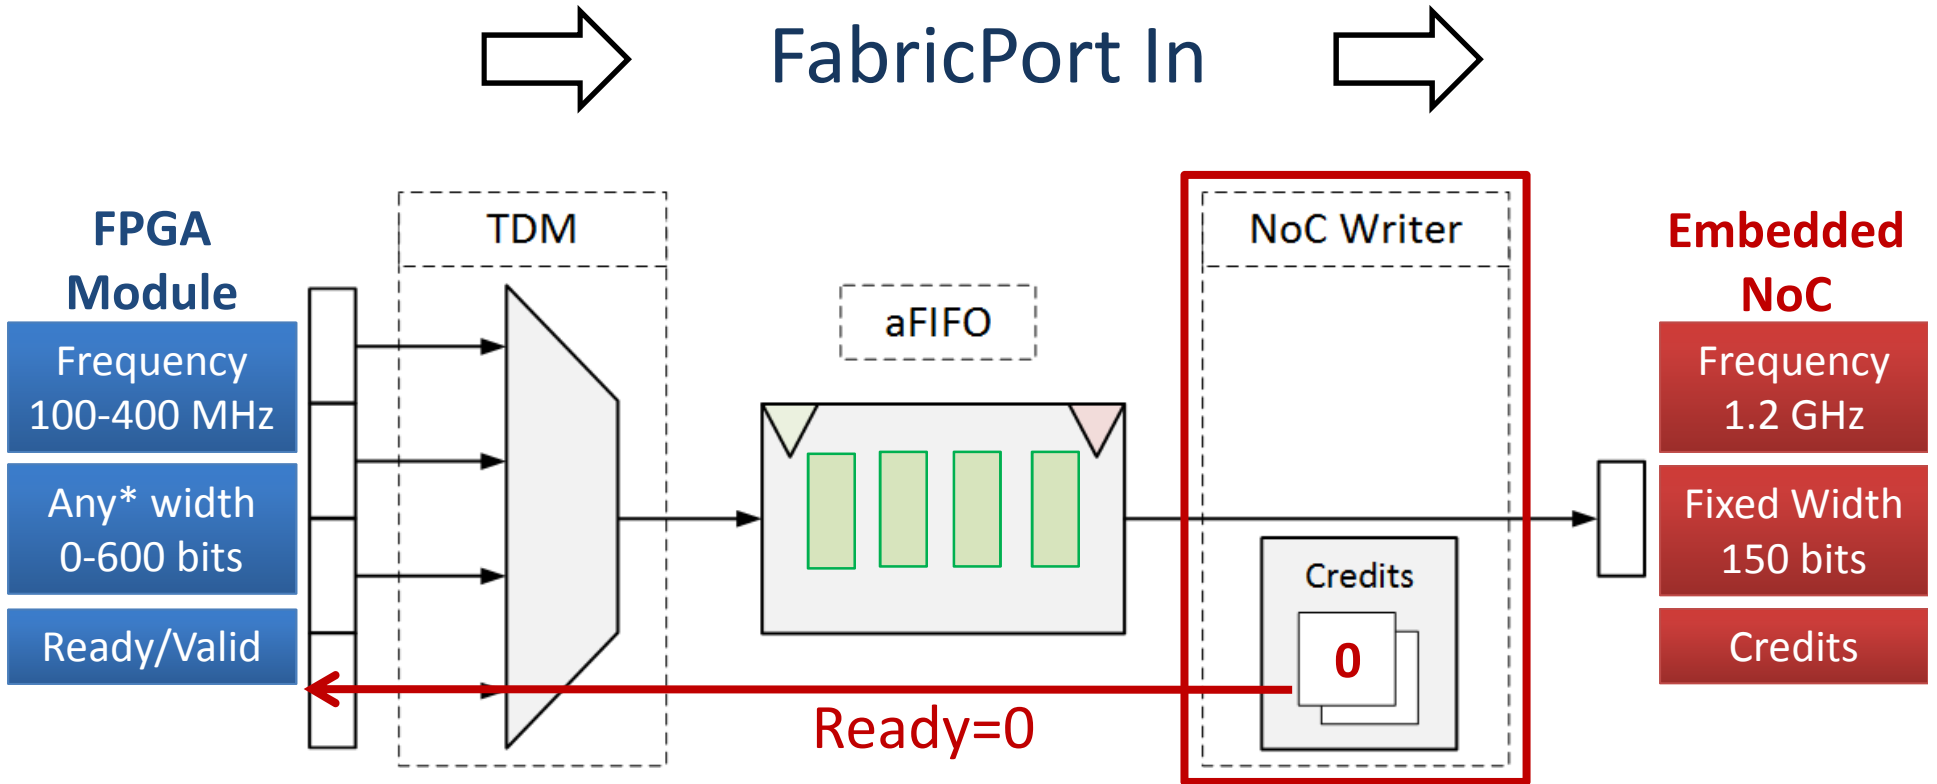 FabricPort In
FPGA
Module
Frequency
100-400 MHz
Any* width
0-600 bits
Ready/Valid
TDM
aFIFO
NoC Writer
Credits
0
Ready=0
Embedded
NoC
Frequency
1.2 GHz
Fixed Width
150 bits
Credits